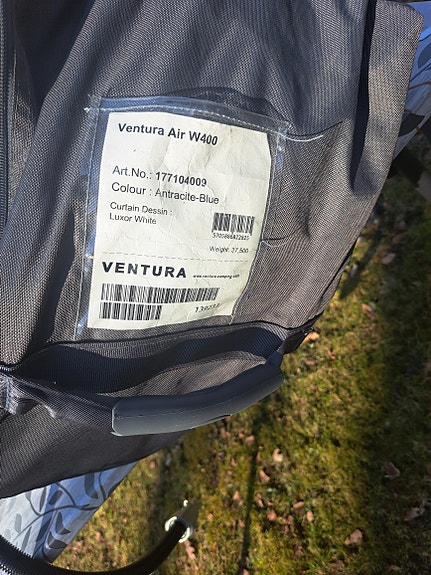 Ventura Air W400
Art.No.: 177104009
Colour : Antracite-Blue
Curtain Dessin :
Luxor White
Weight: 27,500
VENTURA www.ventura-camping.com